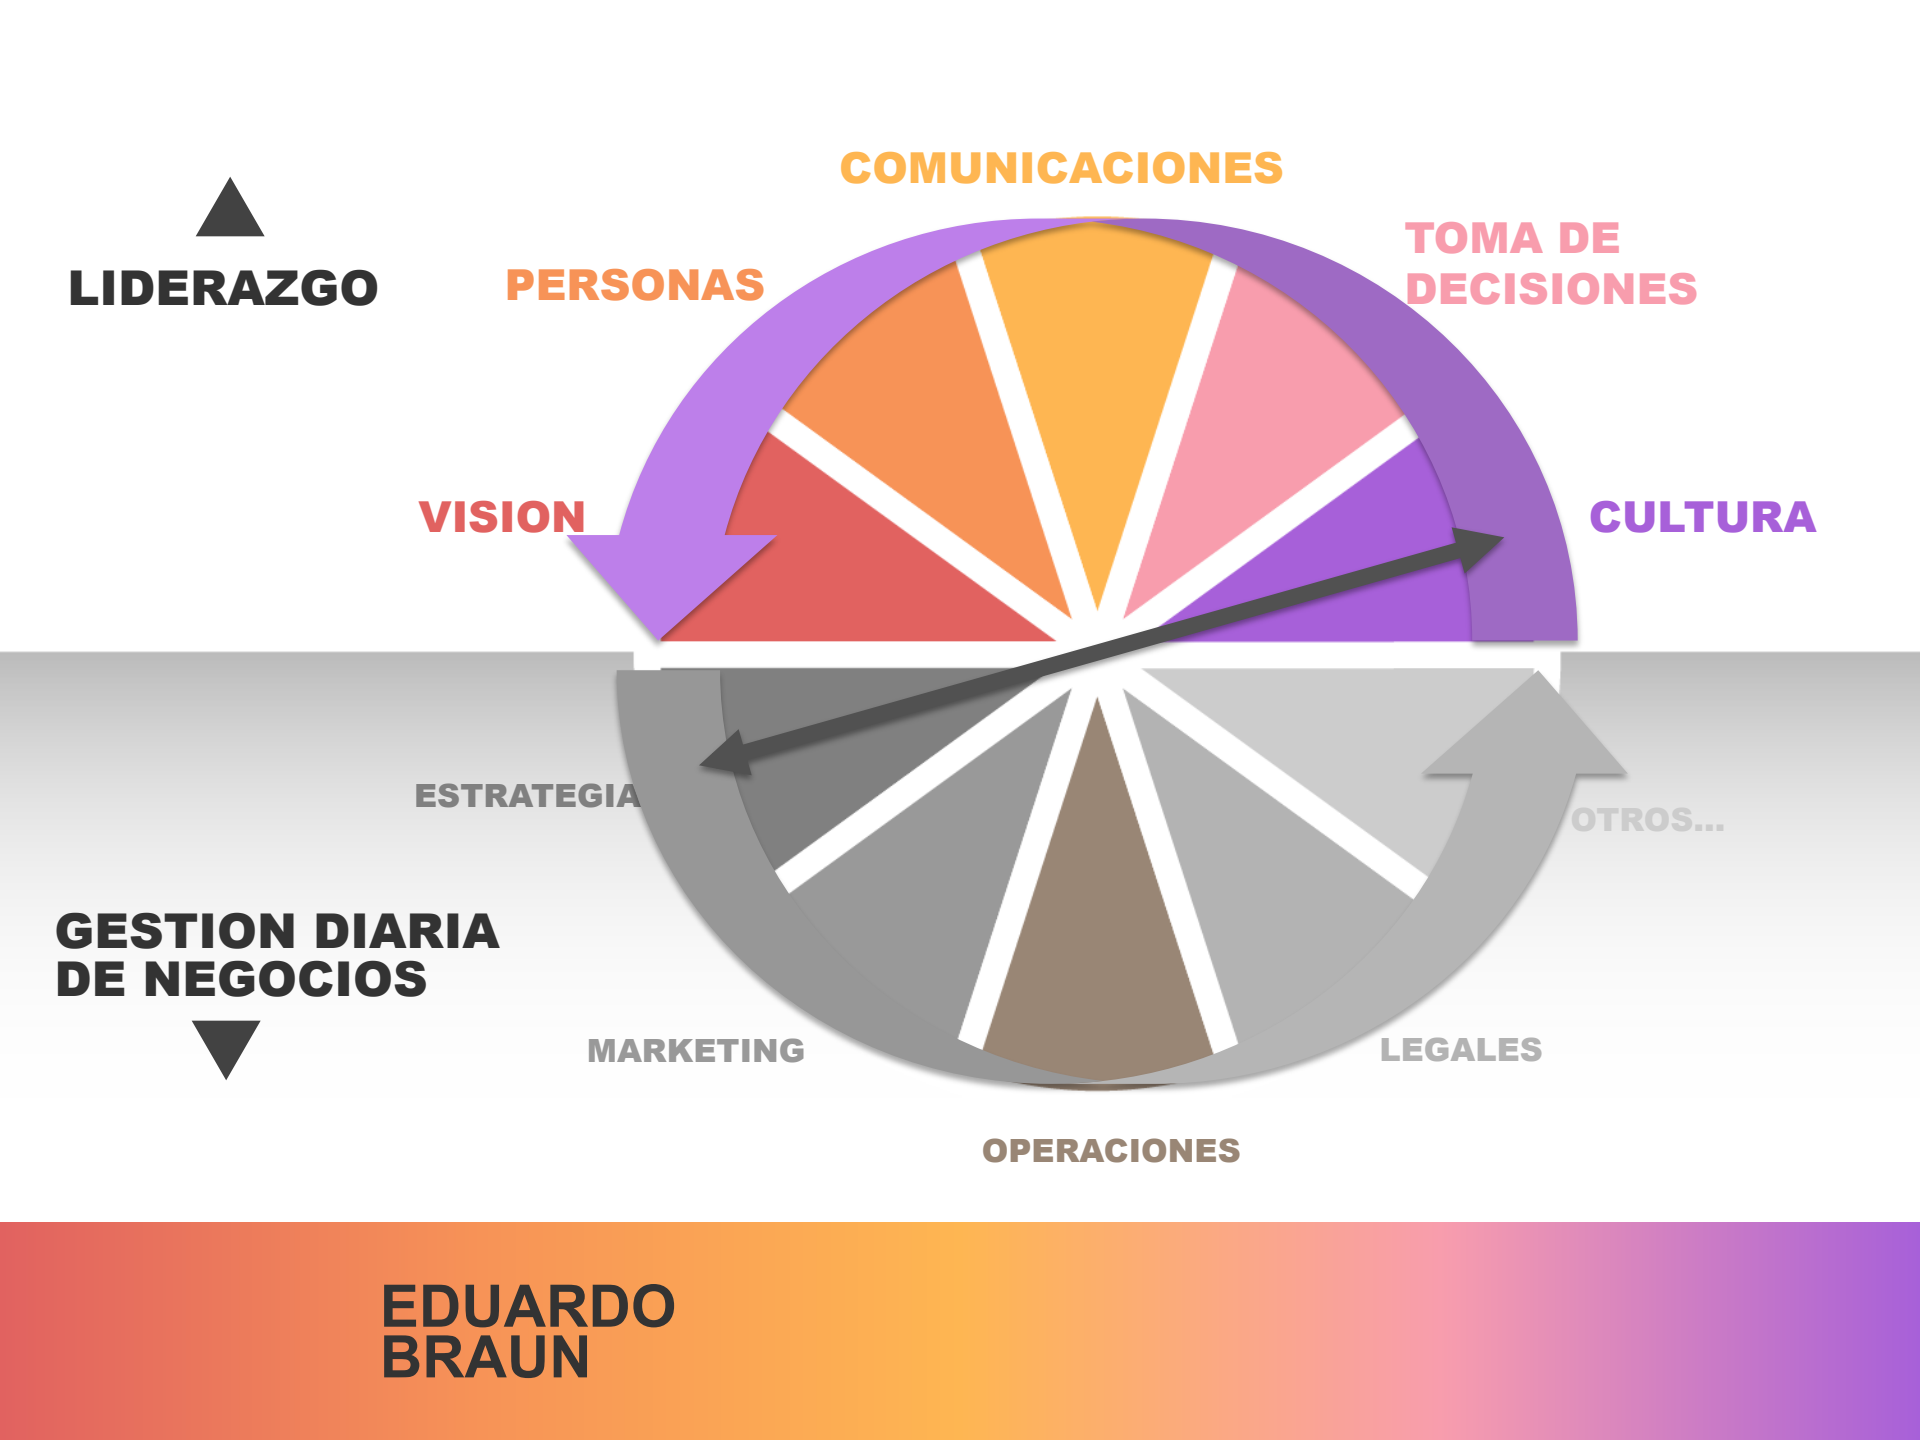 COMUNICACIONES
TOMA DE
DECISIONES
LIDERAZGO
PERSONAS
VISION
CULTURA
ESTRATEGIA
OTROS...
GESTION DIARIA
DE NEGOCIOS
MARKETING
LEGALES
OPERACIONES
EDUARDO
BRAUN